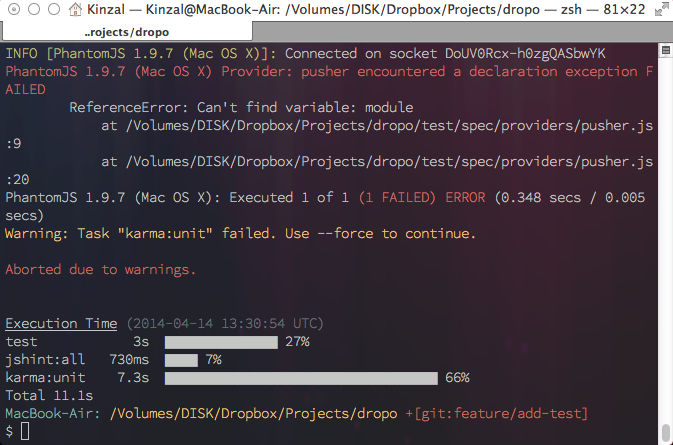 Kinzal — Kinzal@MacBook-Air: /Volumes/DISK/Dropbox/Projects/dropo — zsh — 81×22
..rojects/dropo
INFO [PhantomJS 1.9.7 (Mac OS X)]: Connected on socket DoUV0Rcx-h0zgQASbwYK
PhantomJS 1.9.7 (Mac OS X) Provider: pusher encountered a declaration exception F
AILED
ReferenceError: Can't find variable: module
at /Volumes/DISK/Dropbox/Projects/dropo/test/spec/providers/pusher.js
:9
at /Volumes/DISK/Dropbox/Projects/dropo/test/spec/providers/pusher.js
:20
PhantomJS 1.9.7 (Mac OS X): Executed 1 of 1 (1 FAILED) ERROR (0.348 secs / 0.005
secs)
Warning: Task "karma:unit" failed. Use --force to continue.
Aborted due to warnings.
Execution Time (2014-04-14 13:30:54 UTC)
test 3s 27%
jshint:all 730ms 7%
karma:unit 7.3s 66%
Total 11.1s
MacBook-Air: /Volumes/DISK/Dropbox/Projects/dropo +[git:feature/add-test]
$